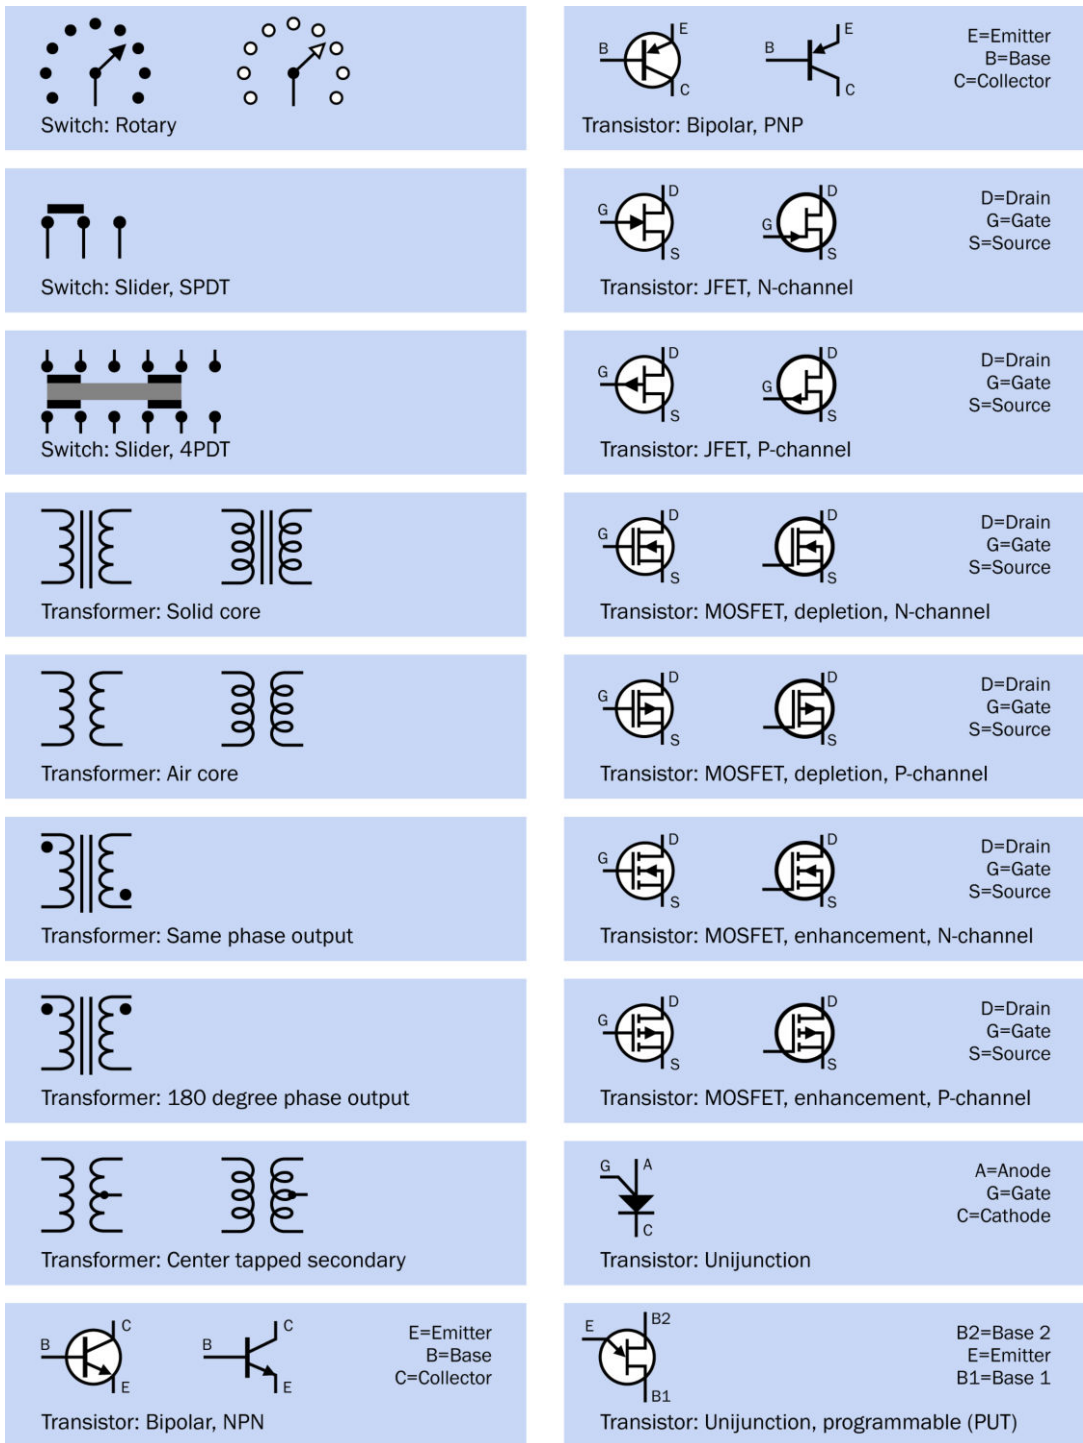 Switch: Rotary
Switch: Slider, SPDT
Switch: Slider, 4PDT
Transformer: Solid core
Transformer: Air core
Transformer: Same phase output
Transformer: 180 degree phase output
Transformer: Center tapped secondary
C
B
E
C
B
E
E=Emitter
B=Base
C=Collector
Transistor: Bipolar, NPN
E
B
C
E
B
C
E=Emitter
B=Base
C=Collector
Transistor: Bipolar, PNP
D
G
S
D
G
S
D=Drain
G=Gate
S=Source
Transistor: JFET, N-channel
D
G
S
D
G
S
D=Drain
G=Gate
S=Source
Transistor: JFET, P-channel
D
G
S
D
S
D=Drain
G=Gate
S=Source
Transistor: MOSFET, depletion, N-channel
D
G
S
D
S
D=Drain
G=Gate
S=Source
Transistor: MOSFET, depletion, P-channel
D
G
S
D
S
D=Drain
G=Gate
S=Source
Transistor: MOSFET, enhancement, N-channel
D
G
S
D
S
D=Drain
G=Gate
S=Source
Transistor: MOSFET, enhancement, P-channel
G
A
C
A=Anode
G=Gate
C=Cathode
Transistor: Unijunction
B2
E
B1
B2=Base 2
E=Emitter
B1=Base 1
Transistor: Unijunction, programmable (PUT)